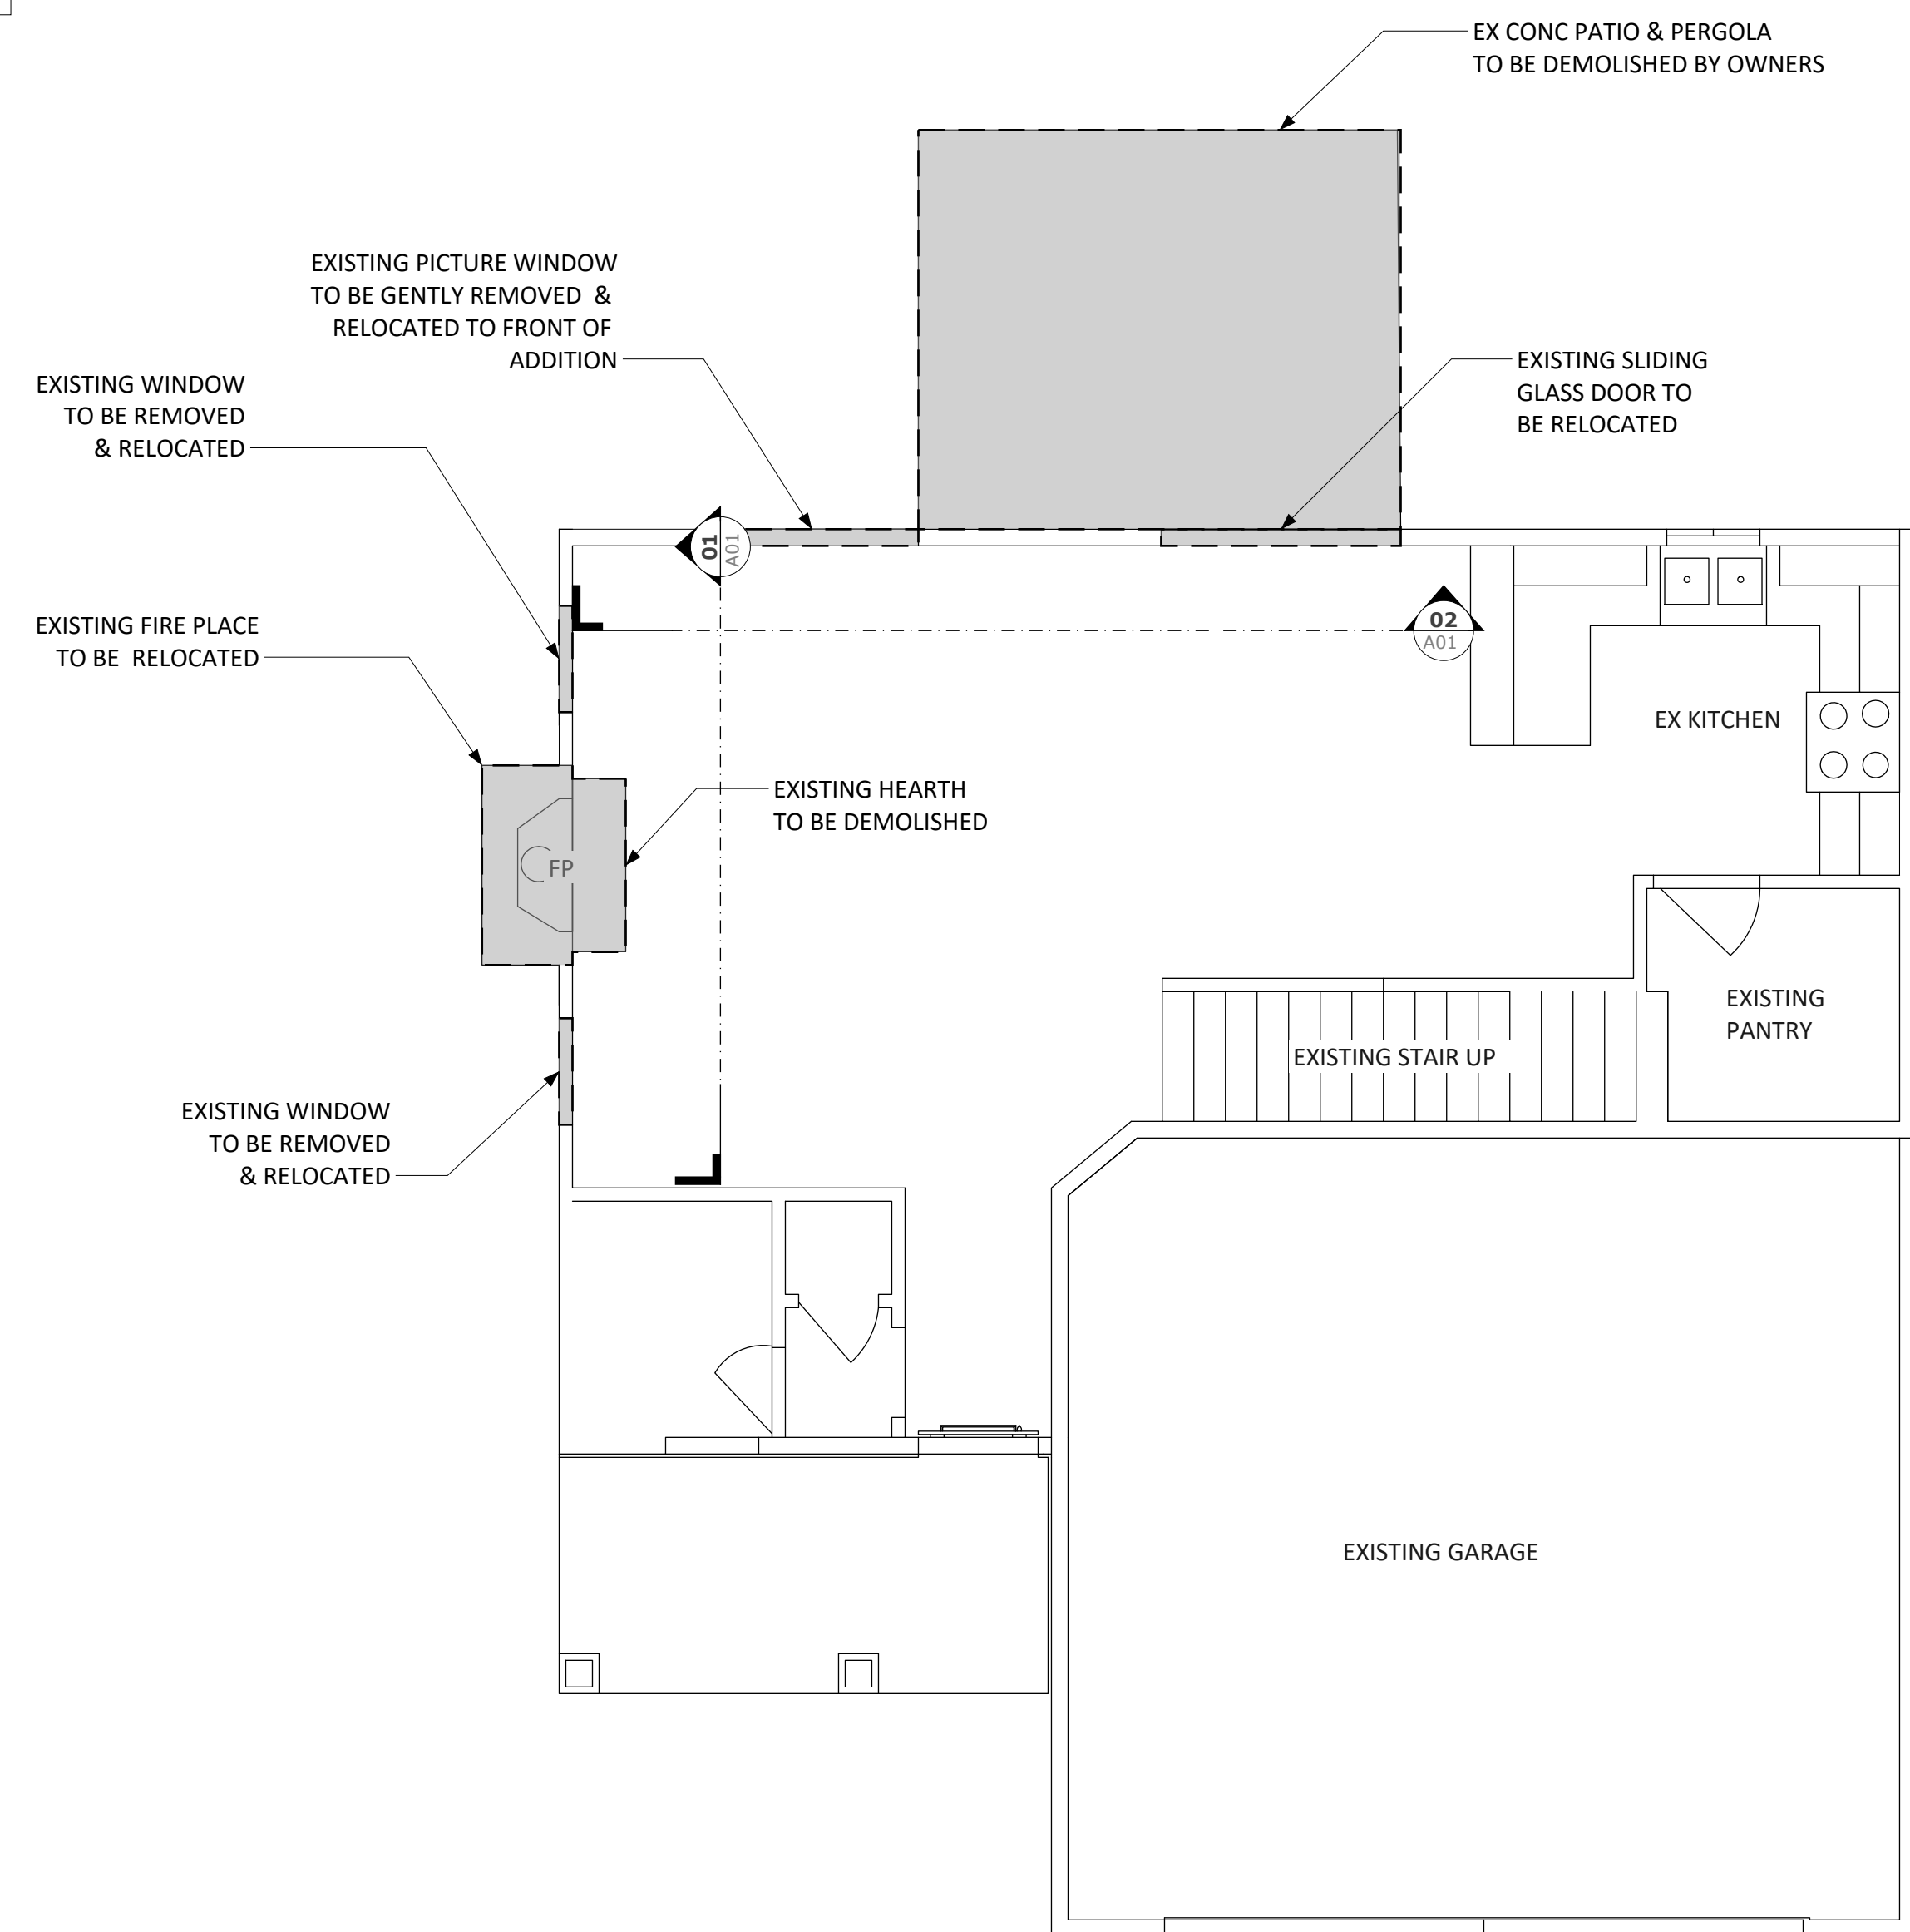 EX CONC PATIO & PERGOLA
TO BE DEMOLISHED BY OWNERS
EXISTING PICTURE WINDOW
TO BE GENTLY REMOVED &
RELOCATED TO FRONT OF
ADDITION
EXISTING SLIDING
GLASS DOOR TO
BE RELOCATED
EXISTING WINDOW
TO BE REMOVED
& RELOCATED
01
A01
02
A01
EXISTING FIRE PLACE
TO BE RELOCATED
EX KITCHEN
EXISTING HEARTH
TO BE DEMOLISHED
FP
EXISTING
PANTRY
EXISTING STAIR UP
EXISTING WINDOW
TO BE REMOVED
& RELOCATED
EXISTING GARAGE